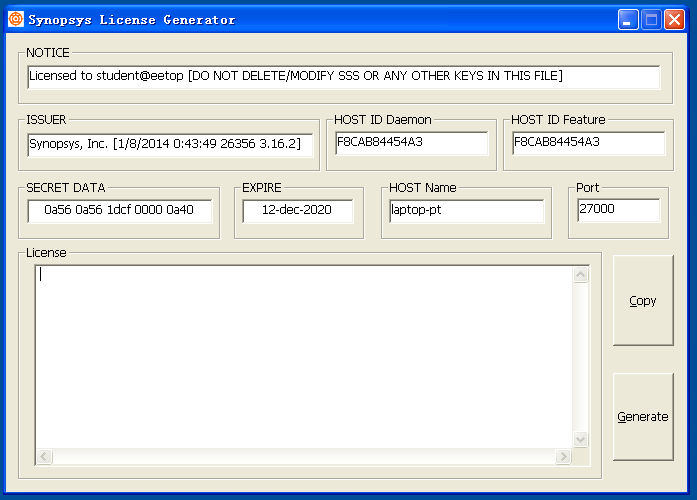 Synopsys License Generator
NOTICE
Licensed to student@eetop [DO NOT DELETE/MODIFY SSS OR ANY OTHER KEYS IN THIS FILE]
ISSUER
Synopsys, Inc. [1/8/2014 0:43:49 26356 3.16.2]
HOST ID Daemon
F8CAB84454A3
HOST ID Feature
F8CAB84454A3
SECRET DATA
0a56 0a56 1dcf 0000 0a40
EXPIRE
12-dec-2020
HOST Name
laptop-pt
Port
27000
License
Copy
Generate